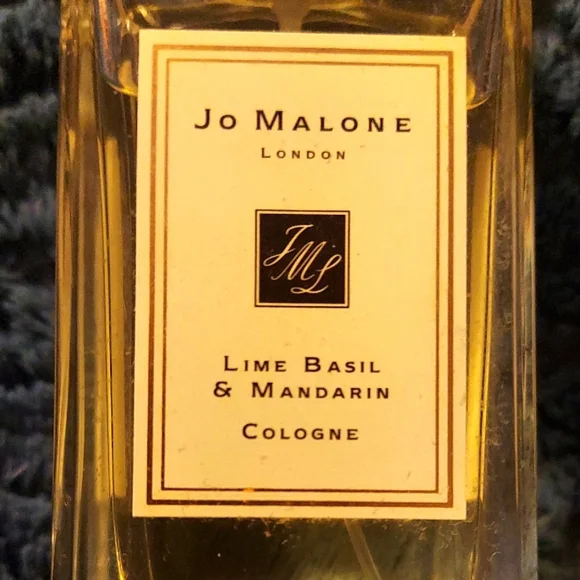 Jo Malone
London
JML
Lime Basil
& Mandarin
Cologne